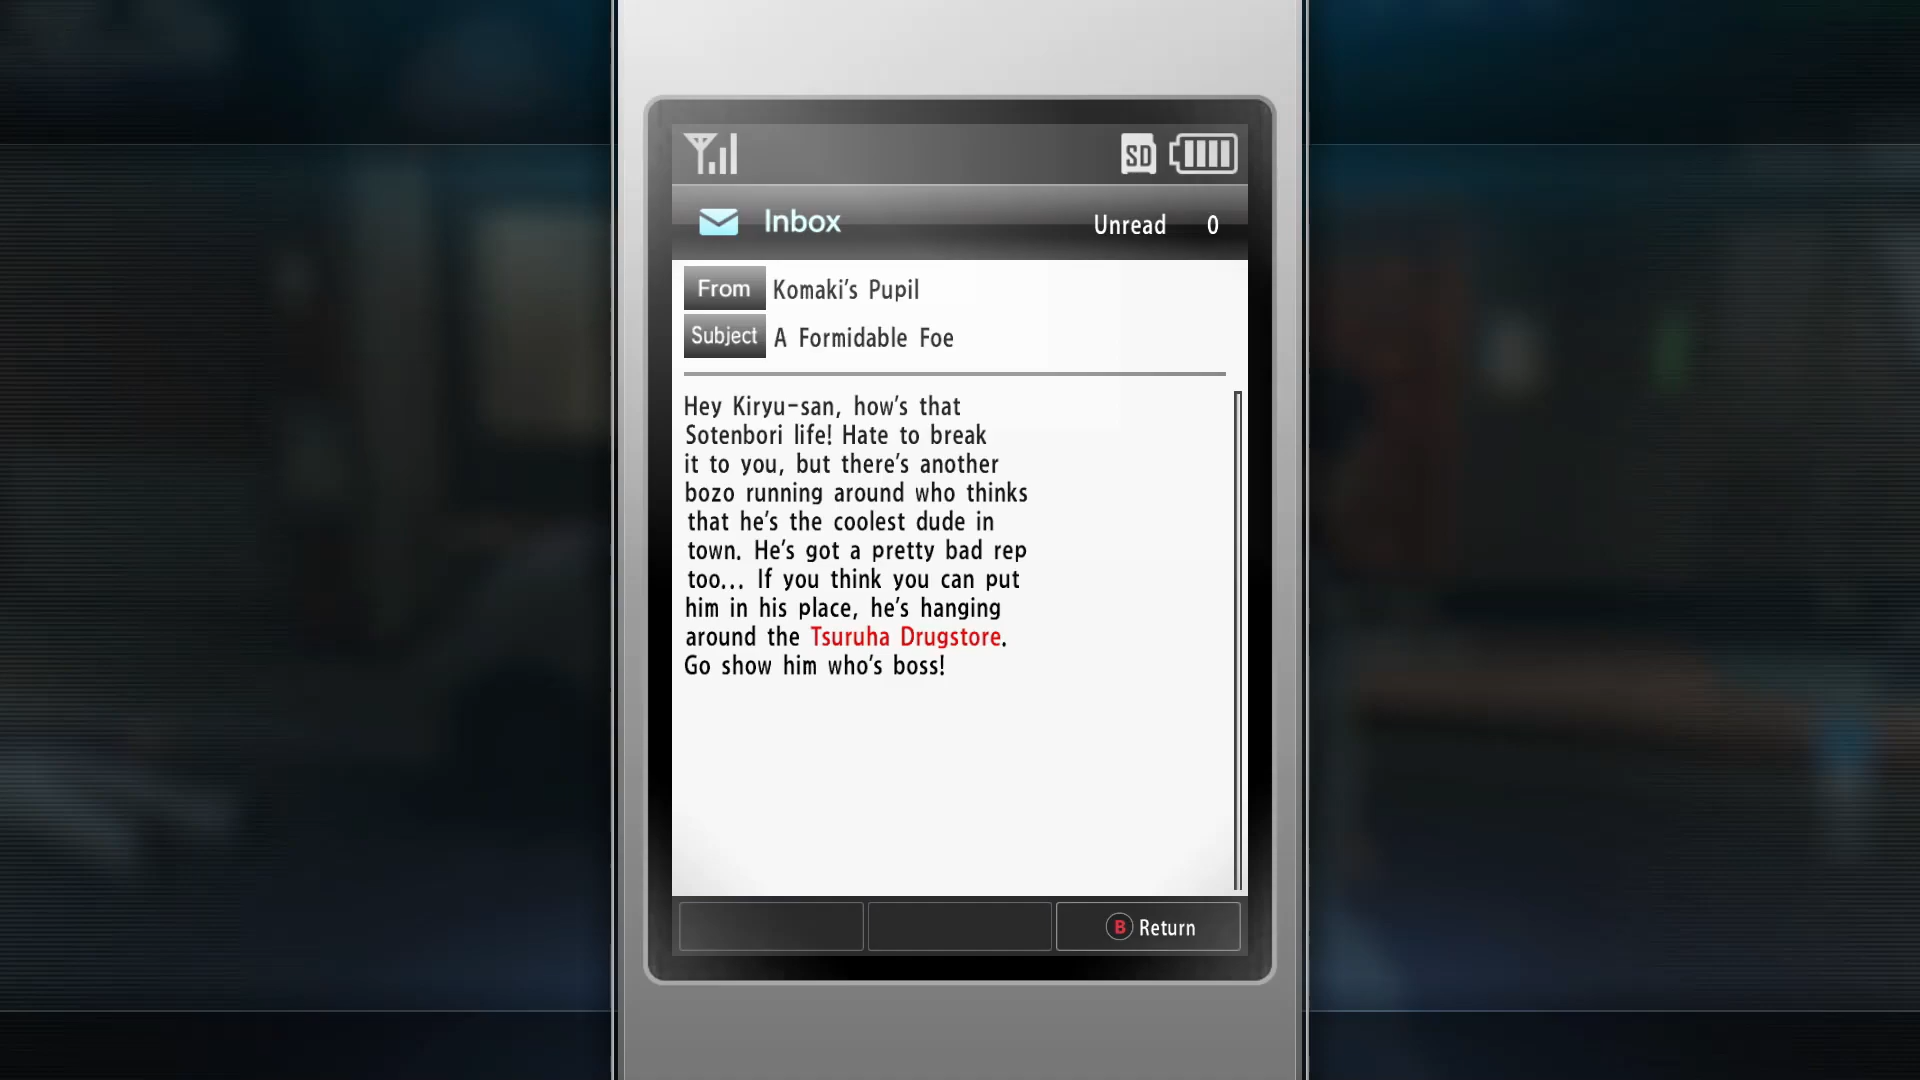 SD
Inbox
Unread 0
From Komaki's Pupil
Subject A Formidable Foe
Hey Kiryu-san, how's that
Sotenbori life! Hate to break
it to you, but there's another
bozo running around who thinks
that he's the coolest dude in
town. He's got a pretty bad rep
too... If you think you can put
him in his place, he's hanging
around the Tsuruha Drugstore.
Go show him who's boss!
B Return